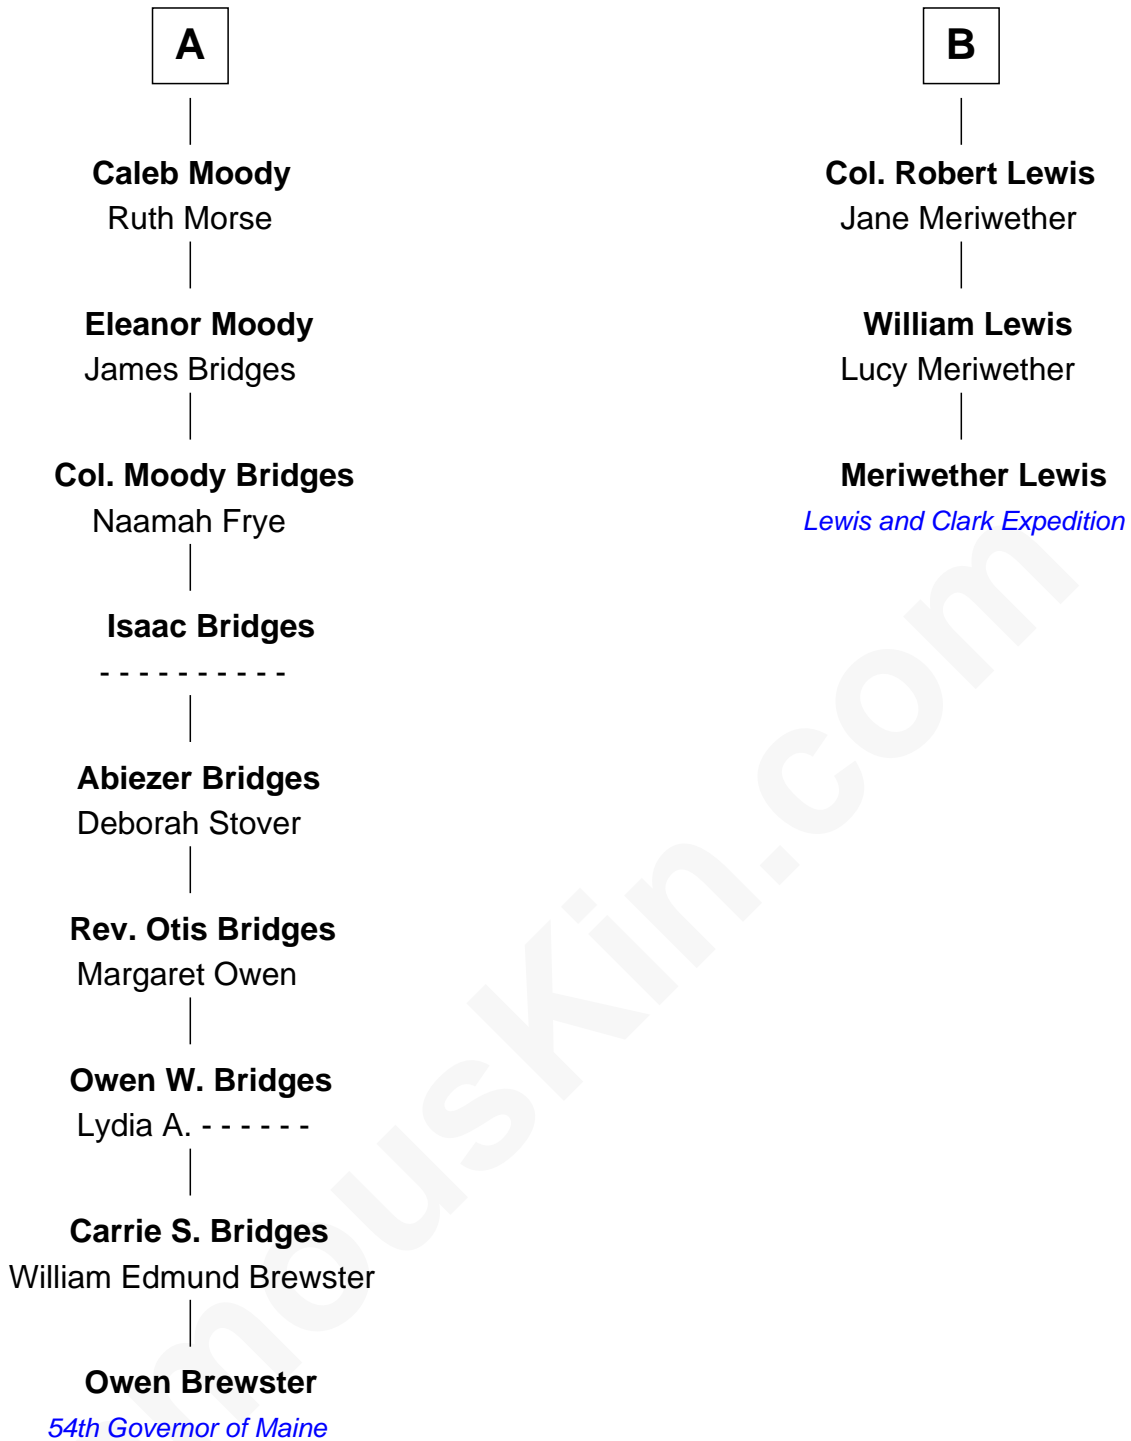 A
Caleb Moody
Ruth Morse
Eleanor Moody
James Bridges
Col. Moody Bridges
Naamah Frye
Isaac Bridges
- - - - - - - - - -
Abiezer Bridges
Deborah Stover
Rev. Otis Bridges
Margaret Owen
Owen W. Bridges
Lydia A. - - - - - -
Carrie S. Bridges
William Edmund Brewster
Owen Brewster
54th Governor of Maine
B
Col. Robert Lewis
Jane Meriwether
William Lewis
Lucy Meriwether
Meriwether Lewis
Lewis and Clark Expedition
mousKin.com